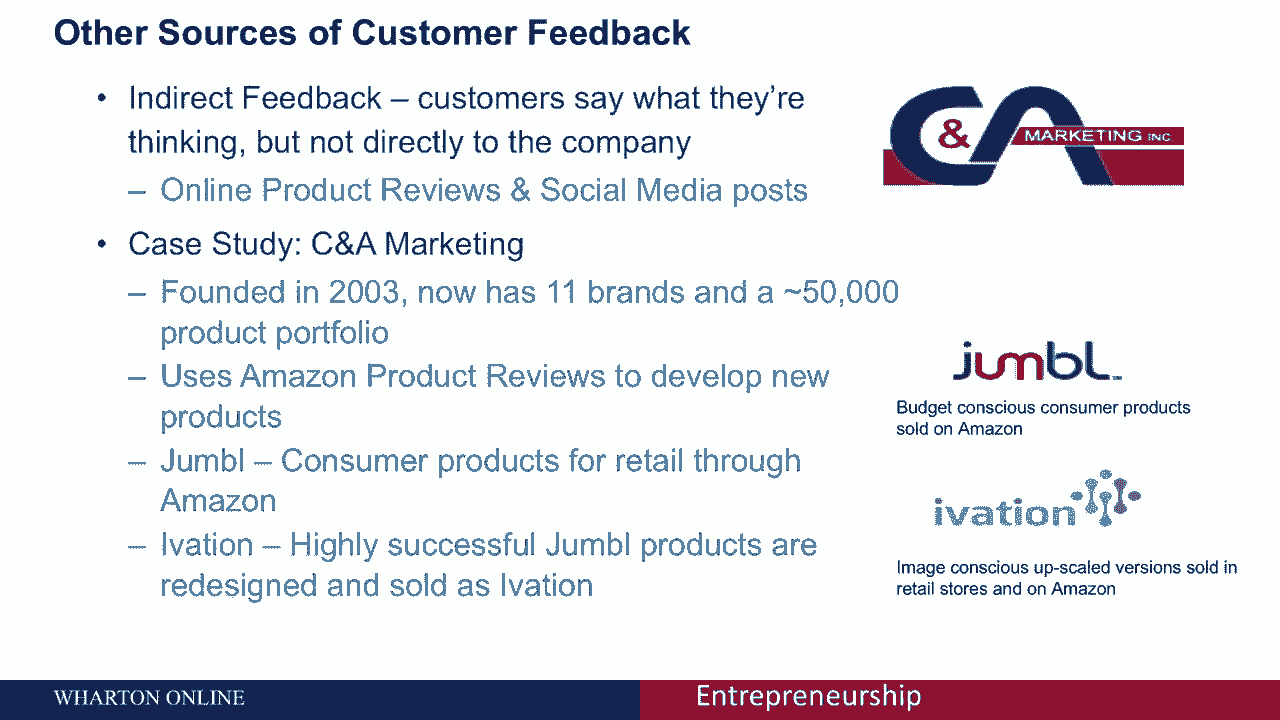 Other Sources of Customer Feedback
• Indirect Feedback – customers say what they're
thinking, but not directly to the company
– Online Product Reviews & Social Media posts
• Case Study: C&A Marketing
– Founded in 2003, now has 11 brands and a ~50,000
product portfolio
– Uses Amazon Product Reviews to develop new
products
– Jumbl – Consumer products for retail through
Amazon
– Ivation – Highly successful Jumbl products are
redesigned and sold as Ivation
C&A MARKETING INC.
jumbl™
Budget conscious consumer products
sold on Amazon
ivation
Image conscious up-scaled versions sold in
retail stores and on Amazon
WHARTON ONLINE
Entrepreneurship